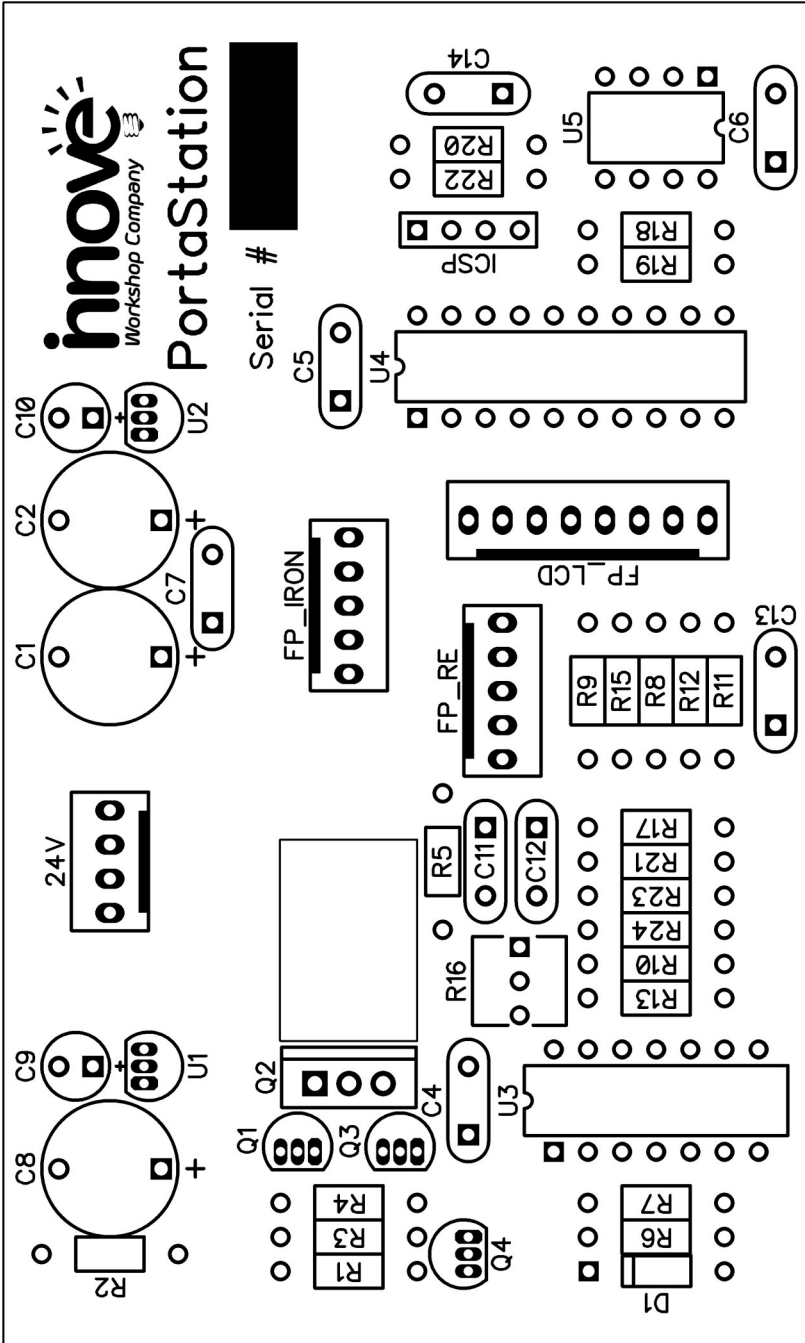 innove
Workshop Company
PortaStation
Serial #
C10
U2
C2
C1
C7
24V
C9
U1
C8
R2
C14
R20
R22
ICSP
U5
C6
R18
R19
C5
U4
FP_IRON
FP_LCD
FP_RE
C13
R9
R15
R8
R12
R11
R5
C11
C12
R16
R17
R21
R23
R24
R10
R13
Q2
Q1
Q3
C4
U3
R4
R3
R1
Q4
R7
R6
D1
+
+
+
+
+